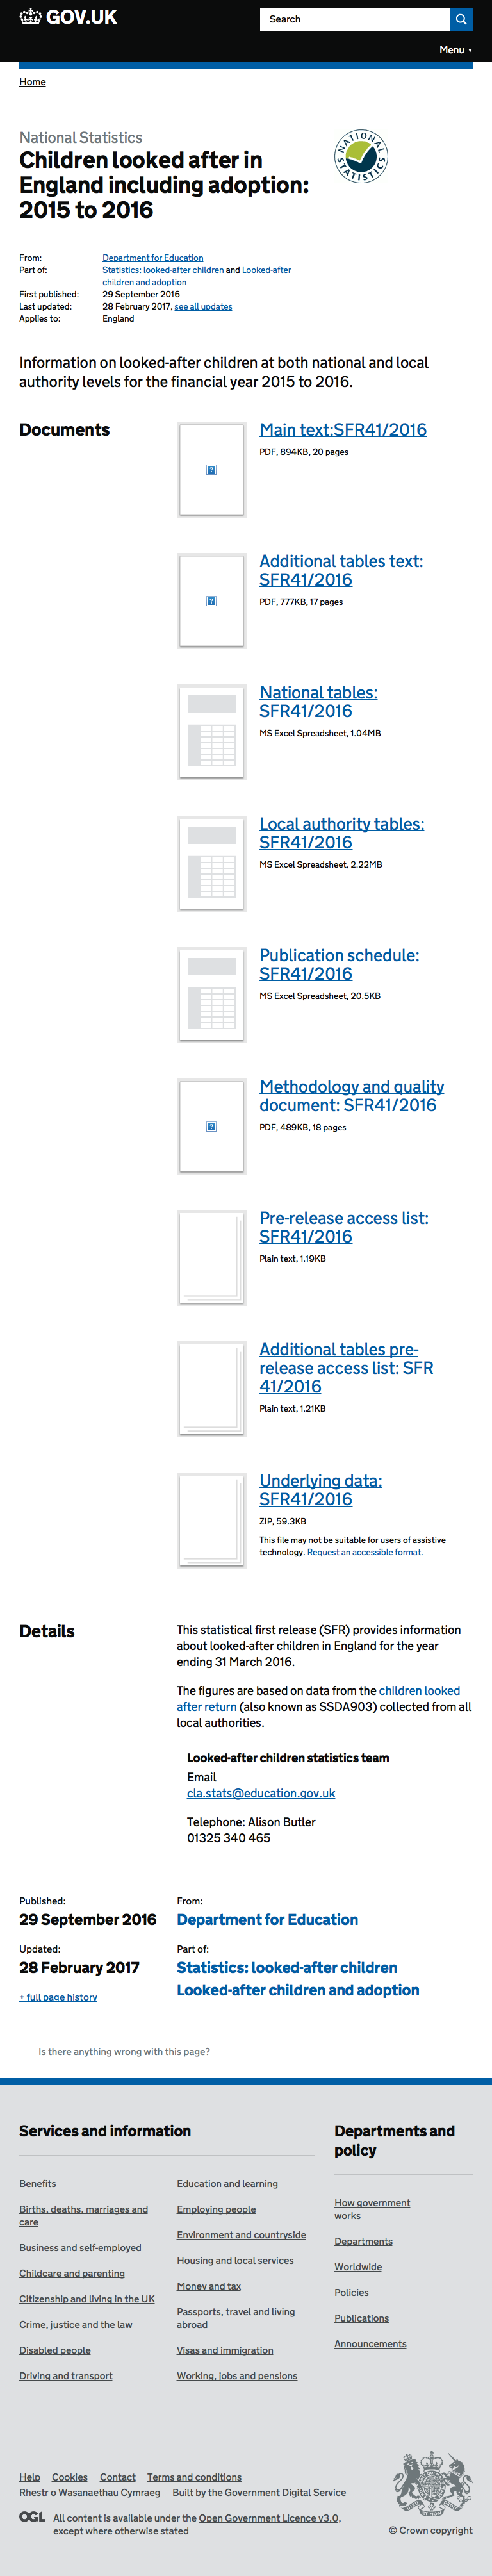 GOV.UK
Search
Menu ▼
Home
National Statistics
Children looked after in
England including adoption:
2015 to 2016
NATIONAL STATISTICS
From: Department for Education
Part of: Statistics: looked-after children and Looked-after
children and adoption
First published: 29 September 2016
Last updated: 28 February 2017, see all updates
Applies to: England
Information on looked-after children at both national and local
authority levels for the financial year 2015 to 2016.
Documents
Main text:SFR41/2016
PDF, 894KB, 20 pages
Additional tables text:
SFR41/2016
PDF, 777KB, 17 pages
National tables:
SFR41/2016
MS Excel Spreadsheet, 1.04MB
Local authority tables:
SFR41/2016
MS Excel Spreadsheet, 2.22MB
Publication schedule:
SFR41/2016
MS Excel Spreadsheet, 20.5KB
Methodology and quality
document: SFR41/2016
PDF, 489KB, 18 pages
Pre-release access list:
SFR41/2016
Plain text, 1.19KB
Additional tables pre-
release access list: SFR
41/2016
Plain text, 1.21KB
Underlying data:
SFR41/2016
ZIP, 59.3KB
This file may not be suitable for users of assistive
technology. Request an accessible format.
Details
This statistical first release (SFR) provides information
about looked-after children in England for the year
ending 31 March 2016.
The figures are based on data from the children looked
after return (also known as SSDA903) collected from all
local authorities.
Looked-after children statistics team
Email
cla.stats@education.gov.uk
Telephone: Alison Butler
01325 340 465
Published:
29 September 2016
From:
Department for Education
Updated:
28 February 2017
+ full page history
Part of:
Statistics: looked-after children
Looked-after children and adoption
Is there anything wrong with this page?
Services and information
Benefits
Births, deaths, marriages and
care
Business and self-employed
Childcare and parenting
Citizenship and living in the UK
Crime, justice and the law
Disabled people
Driving and transport
Education and learning
Employing people
Environment and countryside
Housing and local services
Money and tax
Passports, travel and living
abroad
Visas and immigration
Working, jobs and pensions
Departments and
policy
How government
works
Departments
Worldwide
Policies
Publications
Announcements
Help Cookies Contact Terms and conditions
Rhestr o Wasanaethau Cymraeg Built by the Government Digital Service
OGL All content is available under the Open Government Licence v3.0,
except where otherwise stated
© Crown copyright